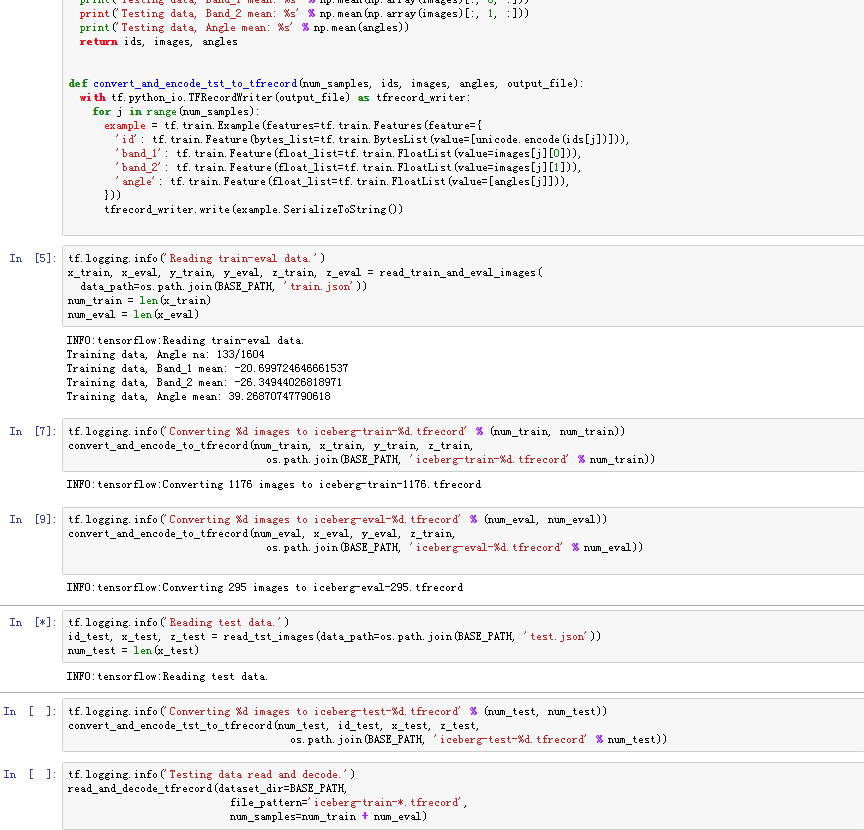 print('Testing data, Band_1 mean: %s' % np.mean(np.array(images)[:, 0, :]))
print('Testing data, Band_2 mean: %s' % np.mean(np.array(images)[:, 1, :]))
print('Testing data, Angle mean: %s' % np.mean(angles))
return ids, images, angles
def convert_and_encode_tst_to_tfrecord(num_samples, ids, images, angles, output_file):
with tf.python_io.TFRecordWriter(output_file) as tfrecord_writer:
for j in range(num_samples):
example = tf.train.Example(features=tf.train.Features(feature={
'id': tf.train.Feature(bytes_list=tf.train.BytesList(value=[unicode.encode(ids[j])])),
'band_1': tf.train.Feature(float_list=tf.train.FloatList(value=images[j][0])),
'band_2': tf.train.Feature(float_list=tf.train.FloatList(value=images[j][1])),
'angle': tf.train.Feature(float_list=tf.train.FloatList(value=[angles[j]])),
}))
tfrecord_writer.write(example.SerializeToString())
In [5]: tf.logging.info('Reading train-eval data.')
x_train, x_eval, y_train, y_eval, z_train, z_eval = read_train_and_eval_images(
data_path=os.path.join(BASE_PATH, 'train.json'))
num_train = len(x_train)
num_eval = len(x_eval)
INFO:tensorflow:Reading train-eval data.
Training data, Angle na: 133/1604
Training data, Band_1 mean: -20.699724646661537
Training data, Band_2 mean: -26.34944026818971
Training data, Angle mean: 39.26870747790618
In [7]: tf.logging.info('Converting %d images to iceberg-train-%d.tfrecord' % (num_train, num_train))
convert_and_encode_to_tfrecord(num_train, x_train, y_train, z_train,
os.path.join(BASE_PATH, 'iceberg-train-%d.tfrecord' % num_train))
INFO:tensorflow:Converting 1176 images to iceberg-train-1176.tfrecord
In [9]: tf.logging.info('Converting %d images to iceberg-eval-%d.tfrecord' % (num_eval, num_eval))
convert_and_encode_to_tfrecord(num_eval, x_eval, y_eval, z_train,
os.path.join(BASE_PATH, 'iceberg-eval-%d.tfrecord' % num_eval))
INFO:tensorflow:Converting 295 images to iceberg-eval-295.tfrecord
In [*]: tf.logging.info('Reading test data.')
id_test, x_test, z_test = read_tst_images(data_path=os.path.join(BASE_PATH, 'test.json'))
num_test = len(x_test)
INFO:tensorflow:Reading test data.
In [ ]: tf.logging.info('Converting %d images to iceberg-test-%d.tfrecord' % (num_test, num_test))
convert_and_encode_tst_to_tfrecord(num_test, id_test, x_test, z_test,
os.path.join(BASE_PATH, 'iceberg-test-%d.tfrecord' % num_test))
In [ ]: tf.logging.info('Testing data read and decode.')
read_and_decode_tfrecord(dataset_dir=BASE_PATH,
file_pattern='iceberg-train-*.tfrecord',
num_samples=num_train + num_eval)